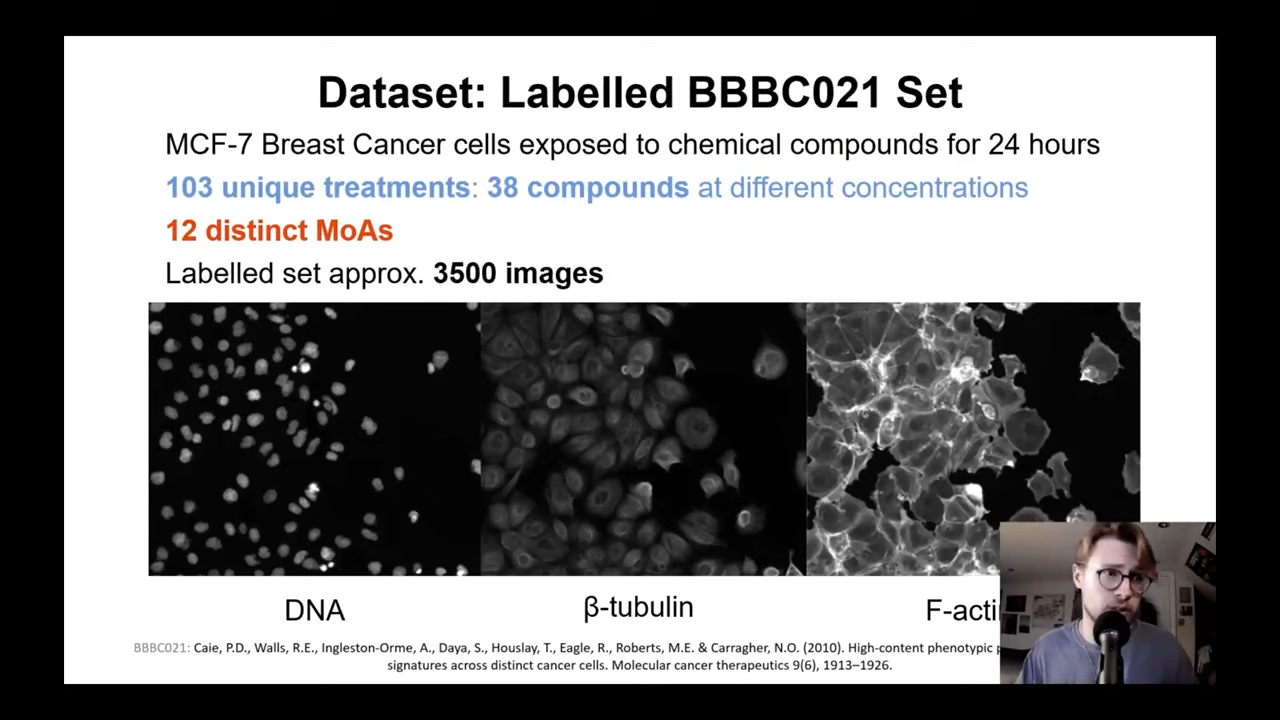 Dataset: Labelled BBBC021 Set
MCF-7 Breast Cancer cells exposed to chemical compounds for 24 hours
103 unique treatments: 38 compounds at different concentrations
12 distinct MoAs
Labelled set approx. 3500 images
DNA
β-tubulin
F-acti
BBBC021: Caie, P.D., Walls, R.E., Ingleston-Orme, A., Daya, S., Houslay, T., Eagle, R., Roberts, M.E. & Carragher, N.O. (2010). High-content phenotypic
signatures across distinct cancer cells. Molecular cancer therapeutics 9(6), 1913–1926.